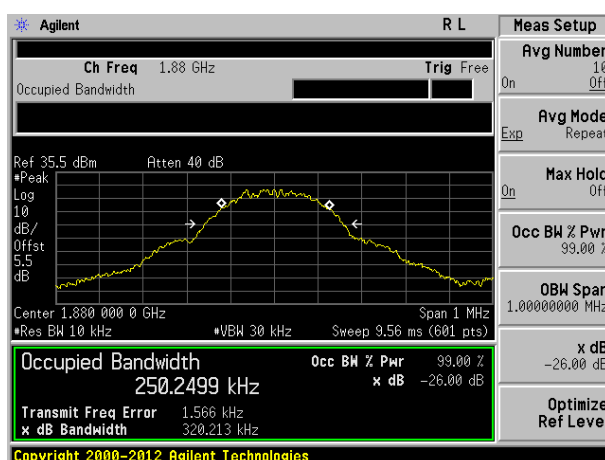 Agilent R L
Ch Freq 1.88 GHz Trig Free
Occupied Bandwidth
Ref 35.5 dBm Atten 40 dB
#Peak
Log
10
dB/
Offst
5.5
dB
Center 1.880 000 0 GHz Span 1 MHz
#Res BW 10 kHz #VBW 30 kHz Sweep 9.56 ms (601 pts)
Occupied Bandwidth Occ BW % Pwr 99.00 %
250.2499 kHz x dB -26.00 dB
Transmit Freq Error 1.566 kHz
x dB Bandwidth 320.213 kHz
Copyright 2000-2012 Agilent Technologies
Meas Setup
Avg Number
10
On Off
Avg Mode
Exp Repeat
Max Hold
On Off
Occ BW % Pwr
99.00 %
OBW Span
1.00000000 MHz
x dB
-26.00 dB
Optimize
Ref Level